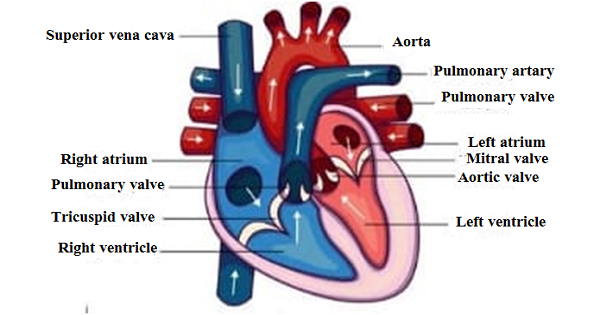 Superior vena cava
Aorta
Pulmonary artary
Pulmonary valve
Left atrium
Mitral valve
Aortic valve
Left ventricle
Right atrium
Pulmonary valve
Tricuspid valve
Right ventricle